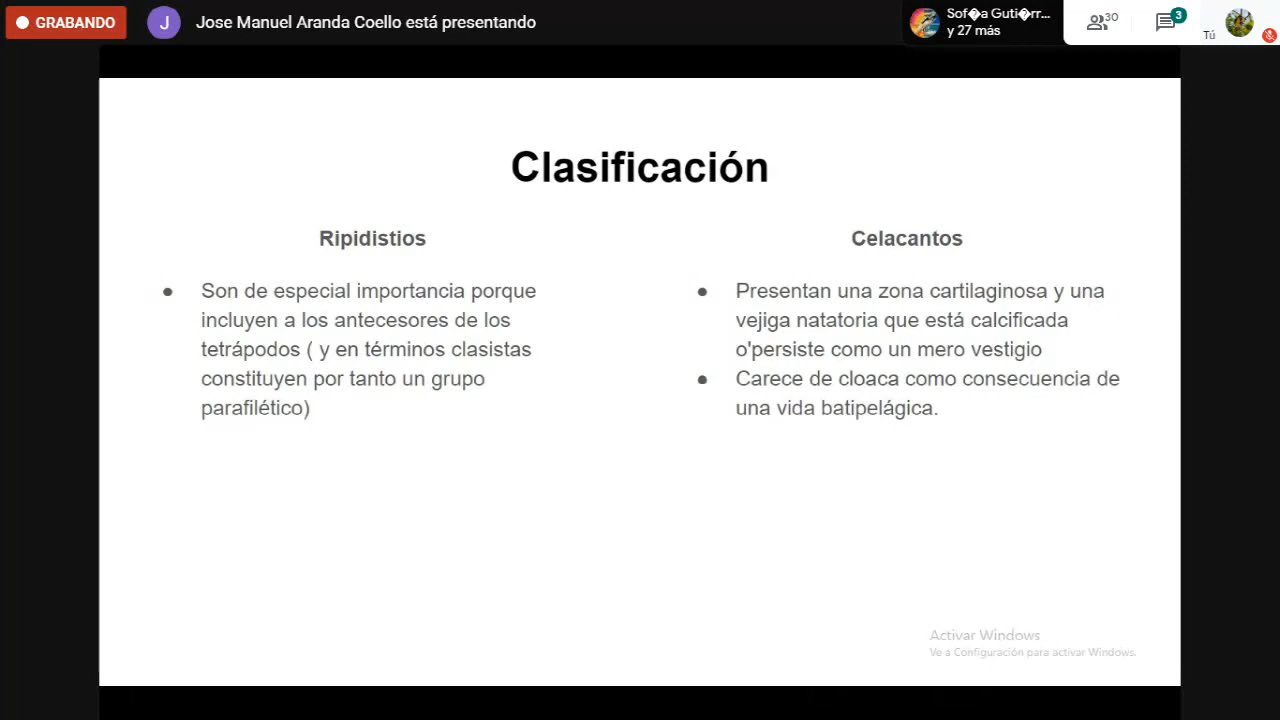 GRABANDO
J
Jose Manuel Aranda Coello está presentando
Sof�a Guti�rr...
y 27 más
30
3
Tú
Clasificación
Ripidistios
● Son de especial importancia porque
incluyen a los antecesores de los
tetrápodos ( y en términos clasistas
constituyen por tanto un grupo
parafilético)
Celacantos
● Presentan una zona cartilaginosa y una
vejiga natatoria que está calcificada
o'persiste como un mero vestigio
● Carece de cloaca como consecuencia de
una vida batipelágica.
Activar Windows
Ve a Configuración para activar Windows.